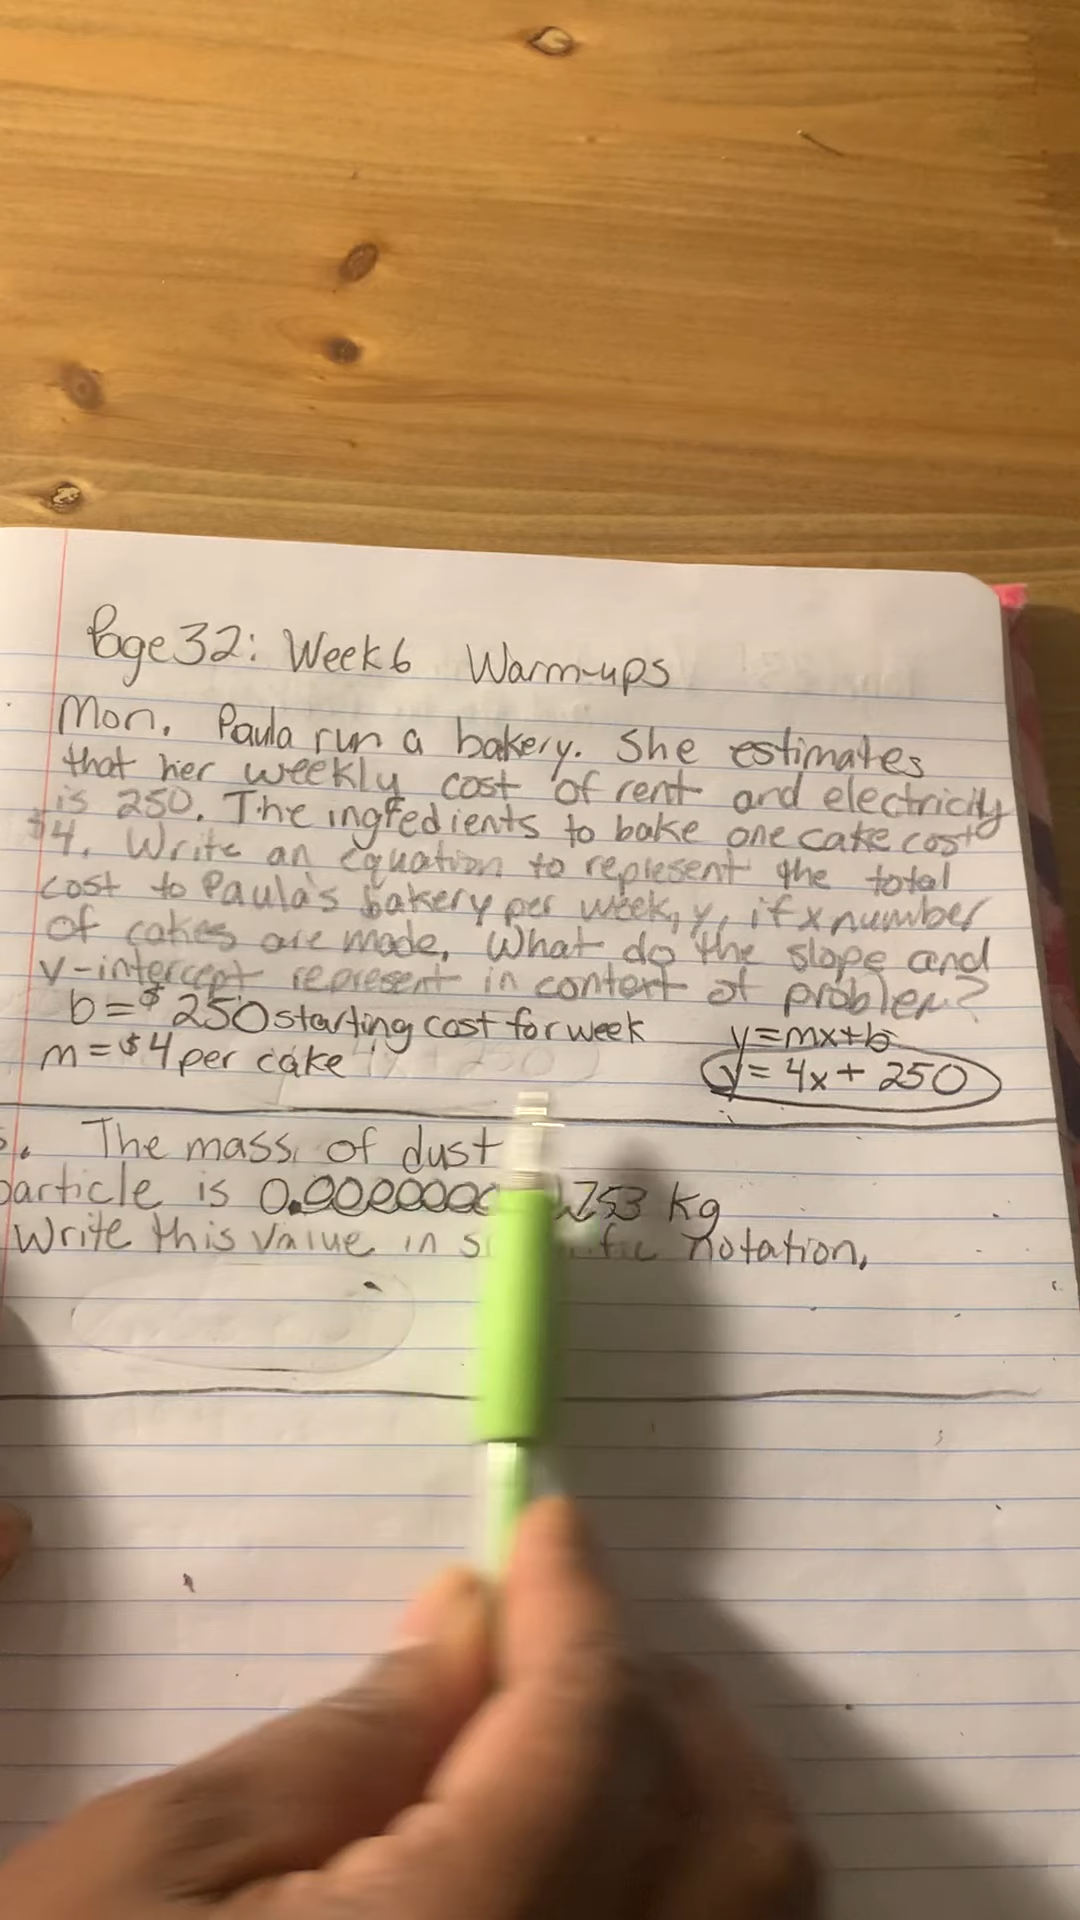 Page 32: Week 6 Warm-ups
Mon. Paula run a bakery. She estimates
that her weekly cost of rent and electricity
is 250. The ingredients to bake one cake cost
$4. Write an equation to represent the total
cost to Paula's bakery per week, y, if x number
of cakes are made. What do the slope and
y-intercept represent in context of problem?
b = $250 starting cost for week
m = $4 per cake
y = mx + b
y = 4x + 250
The mass of dust
particle is 753 kg
Write this value in notation.